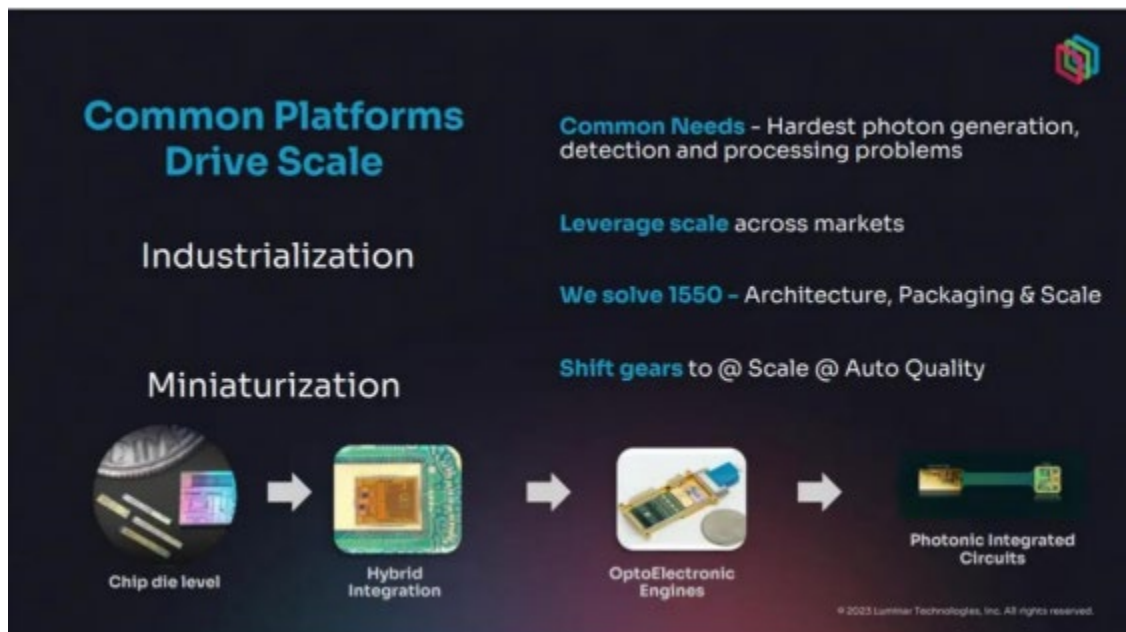 Common Platforms
Drive Scale
Industrialization
Miniaturization
Common Needs - Hardest photon generation,
detection and processing problems
Leverage scale across markets
We solve 1550 – Architecture, Packaging & Scale
Shift gears to @ Scale @ Auto Quality
Chip die level
Hybrid
Integration
OptoElectronic
Engines
Photonic Integrated
Circuits
© 2023 Luminar Technologies, Inc. All rights reserved.